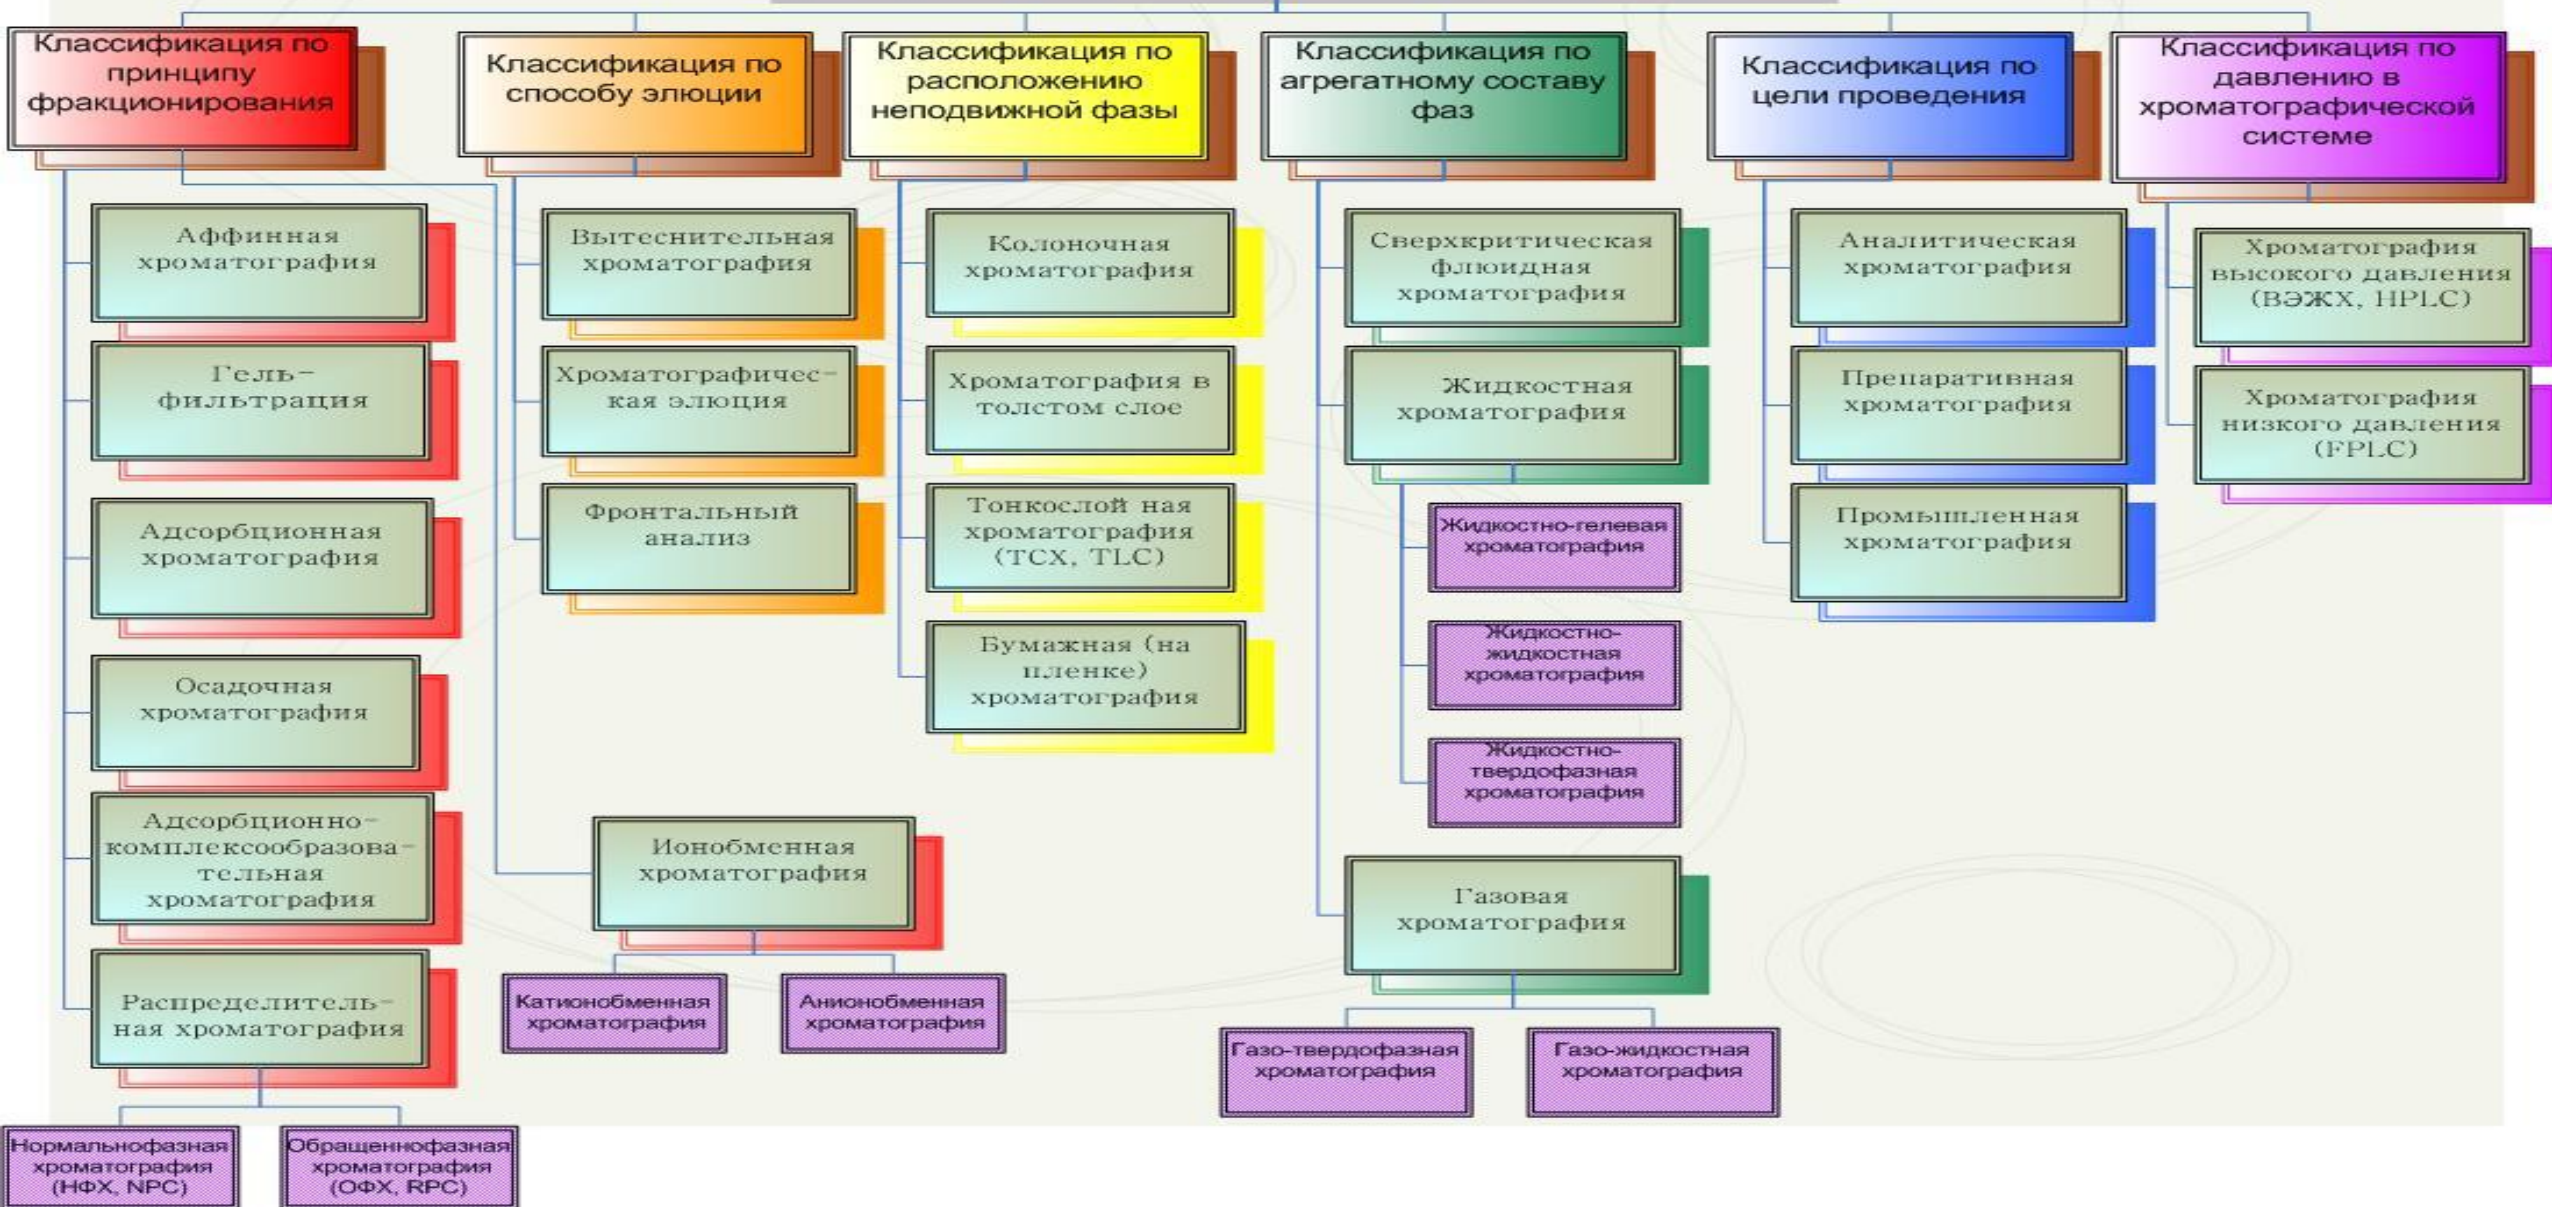 Классификация по
принципу
фракционирования
Аффинная
хроматография
Гель-
фильтрация
Адсорбционная
хроматография
Осадочная
хроматография
Адсорбционно-
комплексообразова-
тельная
хроматография
Распределитель-
ная хроматография
Нормальнофазная
хроматография
(НФХ, NPC)
Обращеннофазная
хроматография
(ОФХ, RPC)
Ионобменная
хроматография
Катионобменная
хроматография
Анионобменная
хроматография
Классификация по
способу элюции
Вытеснительная
хроматография
Хроматографичес-
кая элюция
Фронтальный
анализ
Классификация по
расположению
неподвижной фазы
Колоночная
хроматография
Хроматография в
толстом слое
Тонкослой ная
хроматография
(ТСХ, TLC)
Бумажная (на
пленке)
хроматография
Классификация по
агрегатному составу
фаз
Сверхкритическая
флюидная
хроматография
Жидкостная
хроматография
Жидкостно-гелевая
хроматография
Жидкостно-
жидкостная
хроматография
Жидкостно-
твердофазная
хроматография
Газовая
хроматография
Газо-твердофазная
хроматография
Газо-жидкостная
хроматография
Классификация по
цели проведения
Аналитическая
хроматография
Препаративная
хроматография
Промышленная
хроматография
Классификация по
давлению в
хроматографической
системе
Хроматография
высокого давления
(ВЭЖХ, HPLC)
Хроматография
низкого давления
(FPLC)